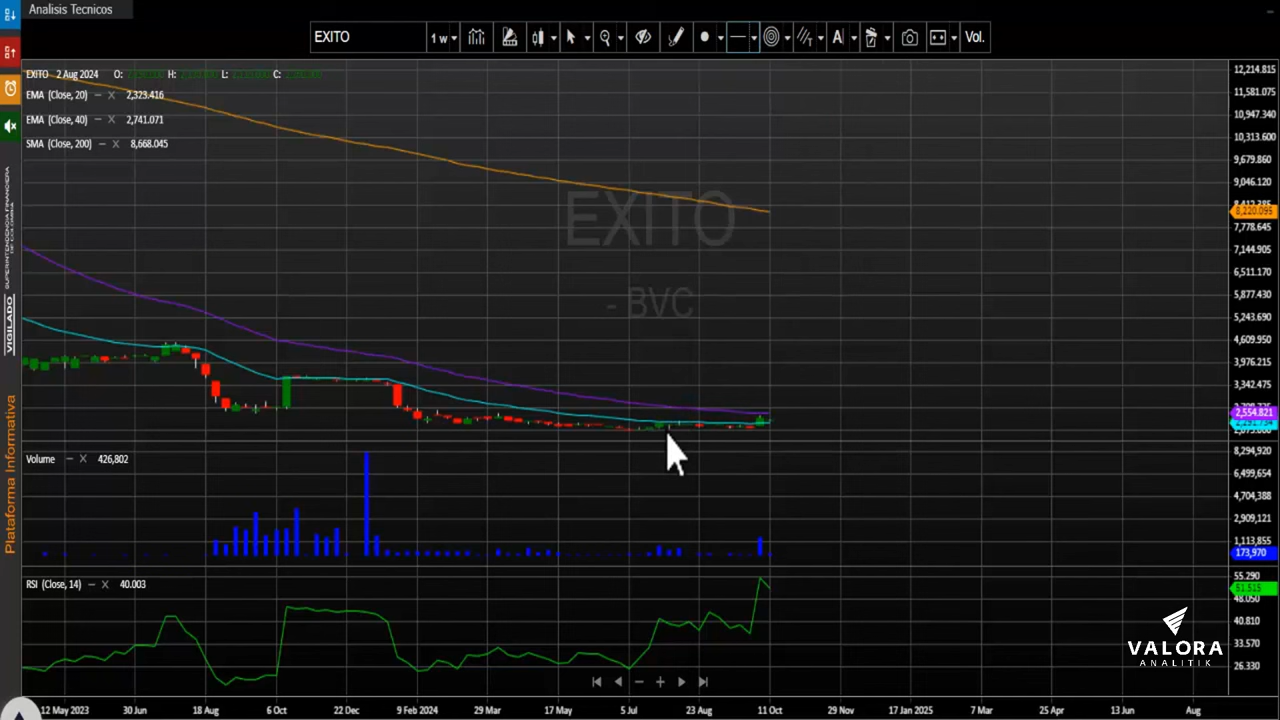 Analisis Tecnicos
EXITO
1 w
A
Vol.
EXITO 2 Aug 2024 O: H: L: C:
EMA (Close, 20) – X 2,323.416
EMA (Close, 40) – X 2,741.071
SMA (Close, 200) – X 8,668.045
EXITO
- BVC
12,214.815
11,581.075
10,947.340
10,313.600
9,679.860
9,046.120
8,220.095
7,778.645
7,144.905
6,511.170
5,877.430
5,243.690
4,609.950
3,976.215
3,342.475
2,554.821
Volume – X 426,802
8,294,920
6,499,654
4,704,388
2,909,121
1,113,855
173,970
RSI (Close, 14) – X 40.003
55.290
51.515
48.050
40.810
33.570
26.330
12 May 2023 30 Jun 18 Aug 6 Oct 22 Dec 9 Feb 2024 29 Mar 17 May 5 Jul 23 Aug 11 Oct 29 Nov 17 Jan 2025 7 Mar 25 Apr 13 Jun Aug
VIGILADO
SUPERINTENDENCIA FINANCIERA
DE COLOMBIA
Plataforma Informativa
VALORA
ANALITIK